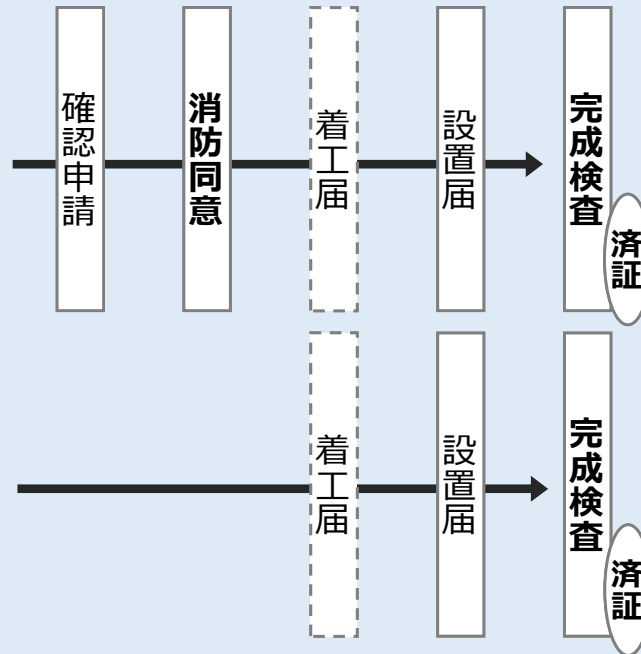 確認申請
消防同意
着工届
設置届
完成検査
済証
着工届
設置届
完成検査
済証